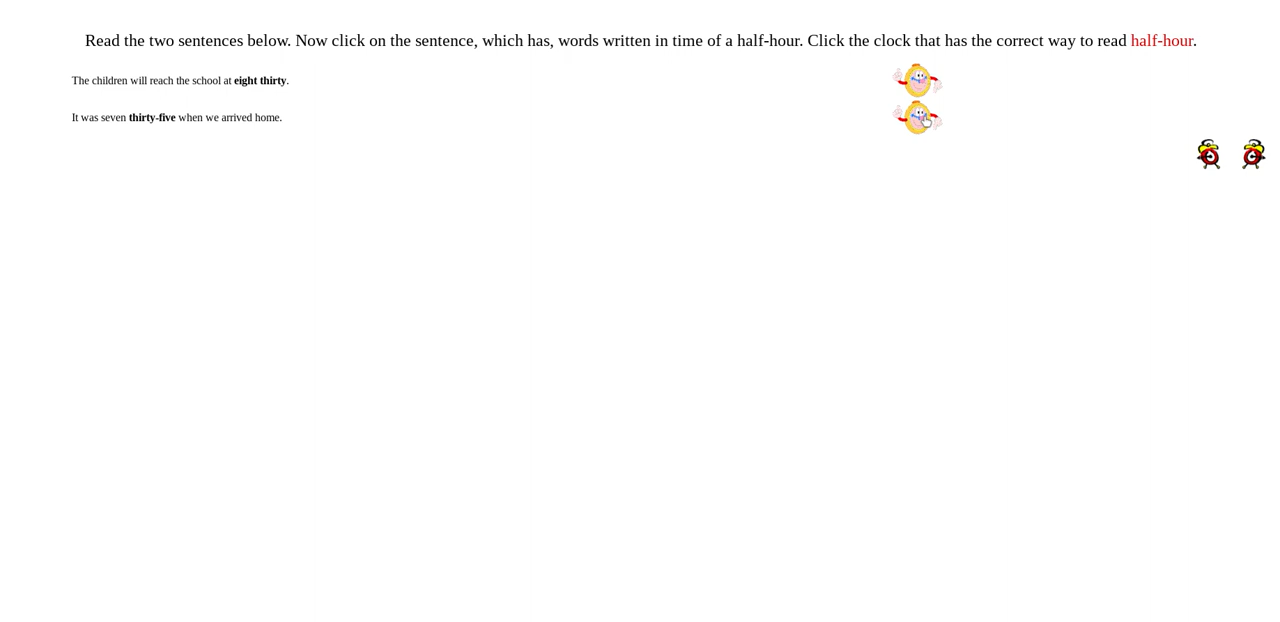 Read the two sentences below. Now click on the sentence, which has, words written in time of a half-hour. Click the clock that has the correct way to read half-hour.
The children will reach the school at eight thirty.
It was seven thirty-five when we arrived home.